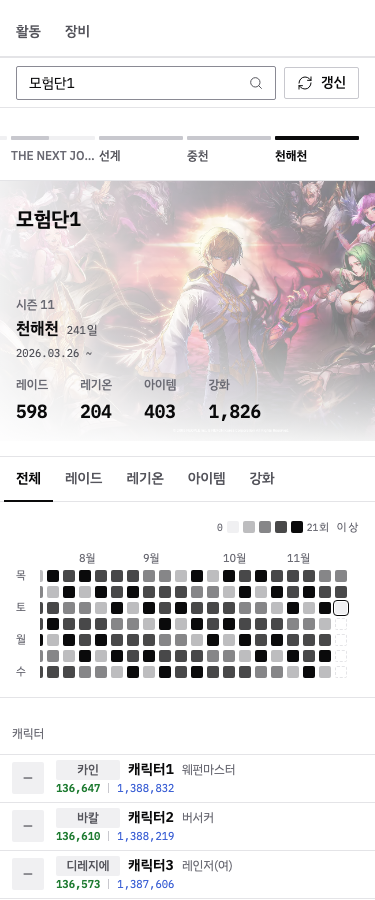 활동 장비
모험단1 갱신
THE NEXT JO... 선계 중천 천해천
모험단1
시즌 11
천해천 241일
2026.03.26 ~
레이드 레기온 아이템 강화
598 204 403 1,826
전체 레이드 레기온 아이템 강화
0 21회 이상
8월 9월 10월 11월
목
토
월
수
캐릭터
카인 캐릭터1 웨펀마스터
136,647 1,388,832
바칼 캐릭터2 버서커
136,610 1,388,219
디레지에 캐릭터3 레인저(여)
136,573 1,387,606